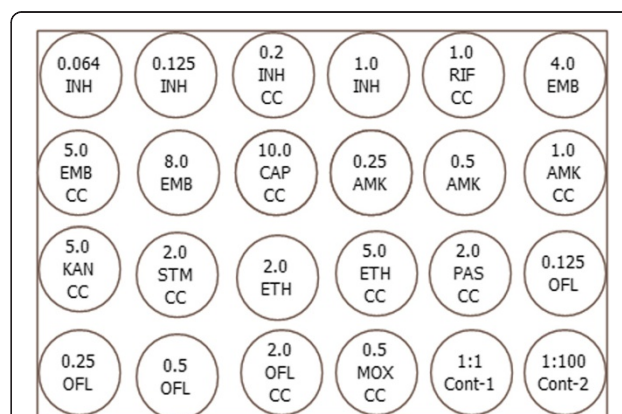 0.064
INH
0.125
INH
0.2
INH
CC
1.0
INH
1.0
RIF
CC
4.0
EMB
5.0
EMB
CC
8.0
EMB
10.0
CAP
CC
0.25
AMK
0.5
AMK
1.0
AMK
CC
5.0
KAN
CC
2.0
STM
CC
2.0
ETH
5.0
ETH
CC
2.0
PAS
CC
0.125
OFL
0.25
OFL
0.5
OFL
2.0
OFL
CC
0.5
MOX
CC
1:1
Cont-1
1:100
Cont-2